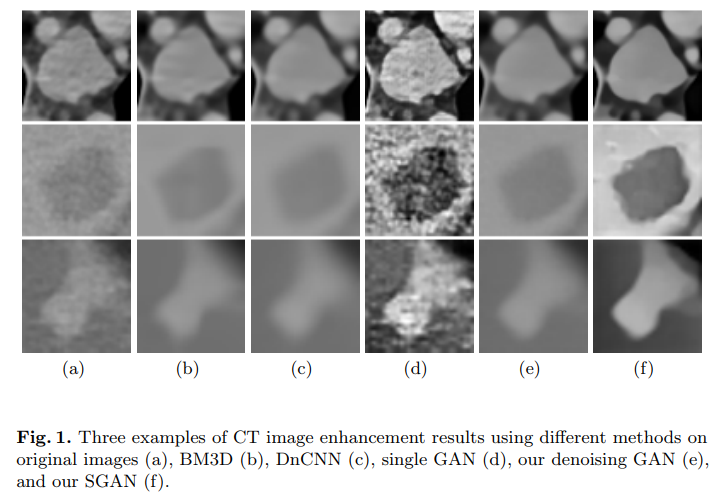 (a) (b) (c) (d) (e) (f)
Fig. 1. Three examples of CT image enhancement results using different methods on
original images (a), BM3D (b), DnCNN (c), single GAN (d), our denoising GAN (e),
and our SGAN (f).